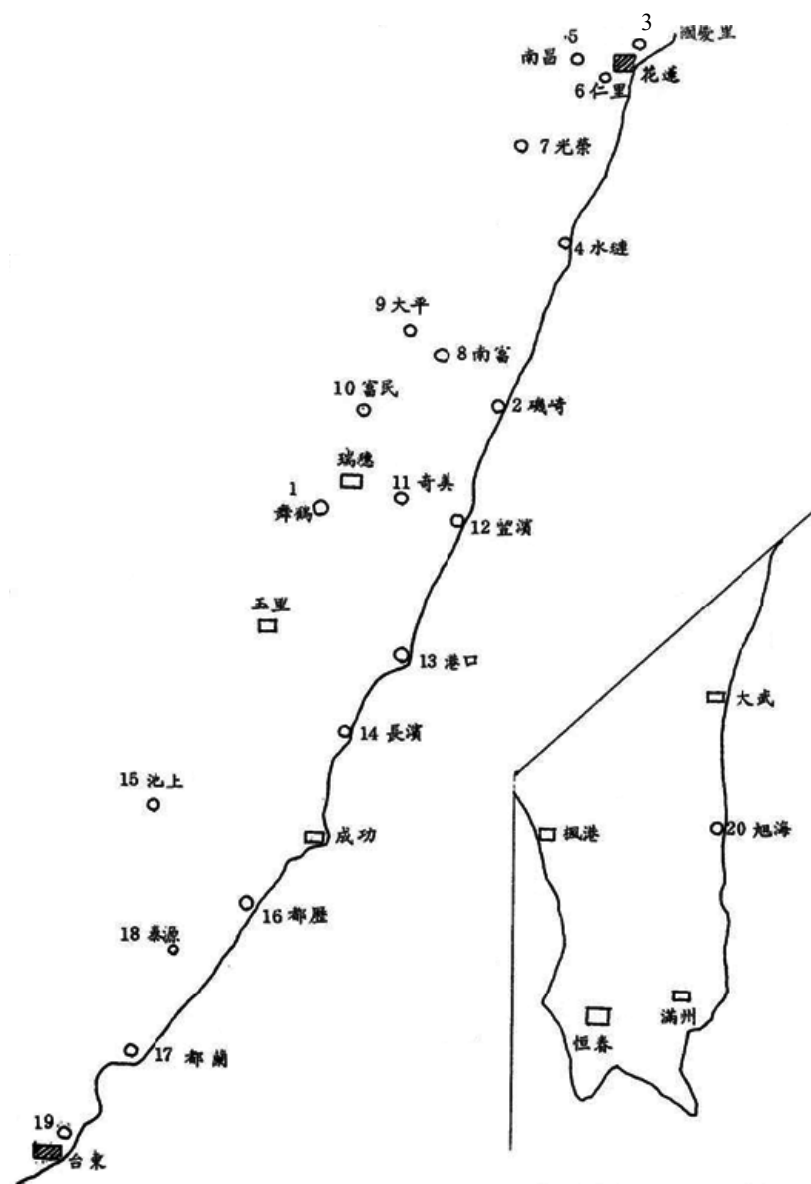 3
國慶里
5
南昌
花蓮
6 仁里
7 光榮
4 水璉
9 大平
8 南富
10 富民
2 磯崎
瑞穗
11 奇美
1
舞鶴
12 豐濱
玉里
13 港口
14 長濱
大武
15 池上
成功
楓港
20 旭海
16 都歷
18 泰源
滿州
恒春
17 都蘭
19
台東